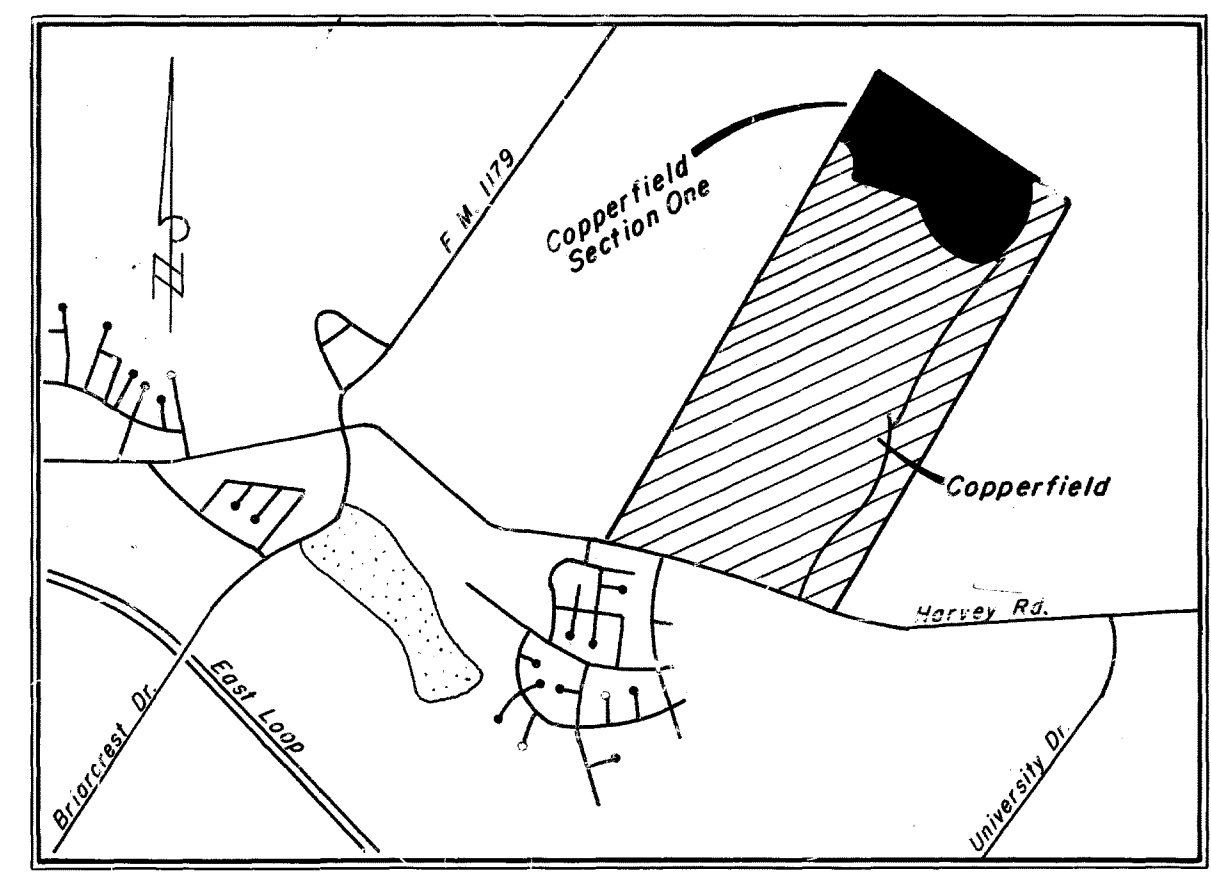 F. M. 1179
Copperfield
Section One
N
Copperfield
Harvey Rd.
East Loop
Briarcrest Dr.
University Dr.